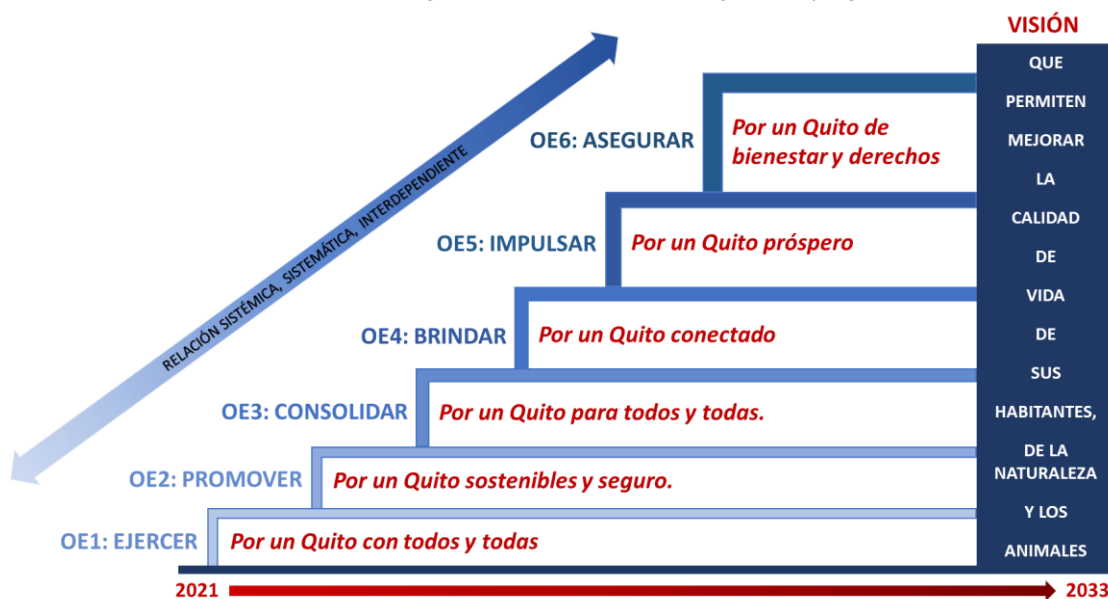 VISIÓN
QUE
PERMITEN
MEJORAR
LA
CALIDAD
DE
VIDA
DE
SUS
HABITANTES,
DE LA
NATURALEZA
Y LOS
ANIMALES
RELACIÓN SISTÉMICA, SISTEMÁTICA, INTERDEPENDIENTE
OE6: ASEGURAR
Por un Quito de
bienestar y derechos
OE5: IMPULSAR
Por un Quito próspero
OE4: BRINDAR
Por un Quito conectado
OE3: CONSOLIDAR
Por un Quito para todos y todas.
OE2: PROMOVER
Por un Quito sostenibles y seguro.
OE1: EJERCER
Por un Quito con todos y todas
2021
2033